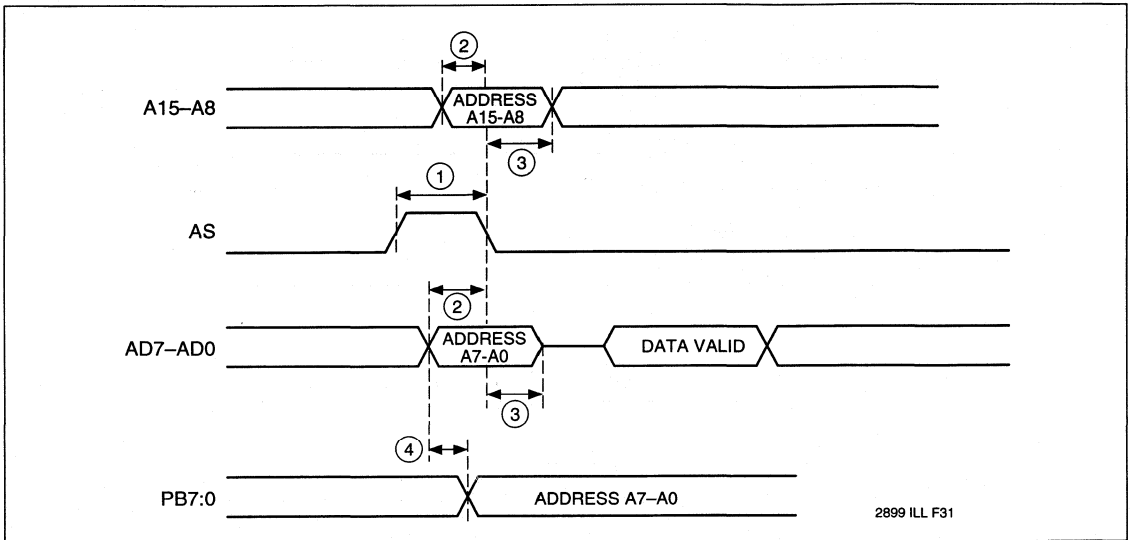 2
A15–A8
ADDRESS
A15-A8
3
1
AS
2
AD7–AD0
ADDRESS
A7-A0
DATA VALID
3
4
PB7:0
ADDRESS A7–A0
2899 ILL F31